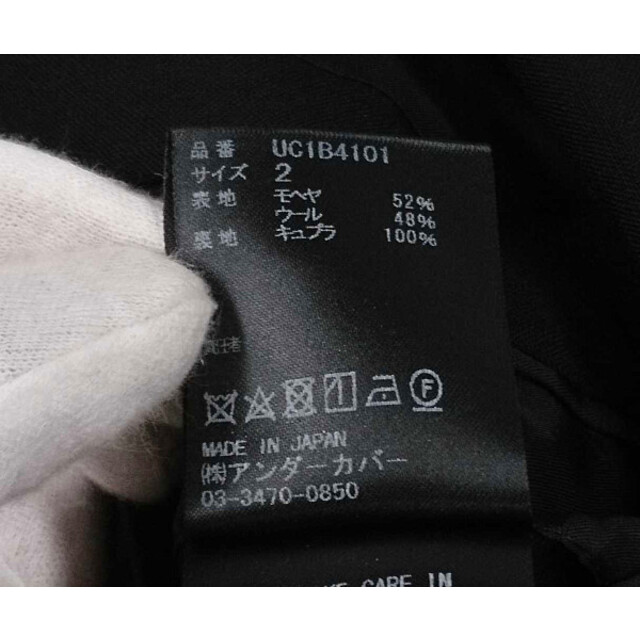 品番 UC1B4101
サイズ 2
表地 モヘヤ 52%
ウール 48%
裏地 キュプラ 100%
F
MADE IN JAPAN
㈱アンダーカバー
03-3470-0850
CARE IN